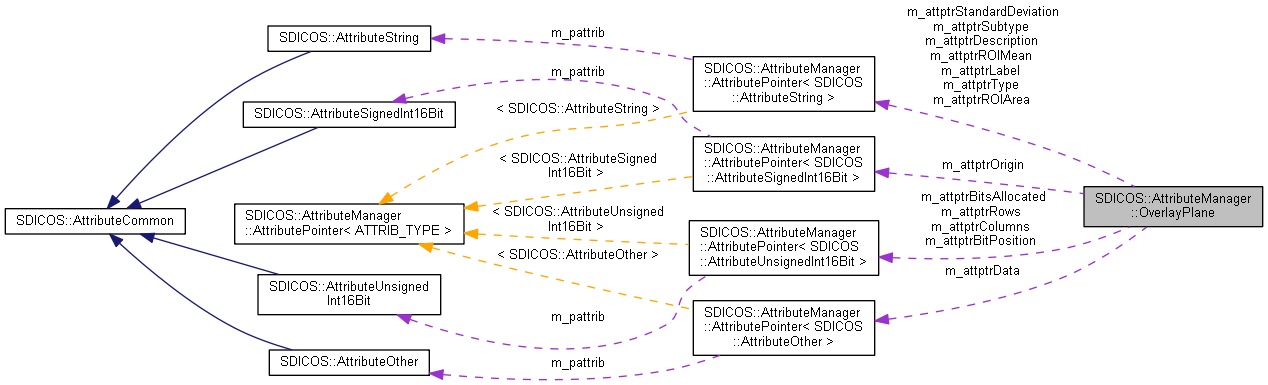 m_attptrStandardDeviation
m_attptrSubtype
m_attptrDescription
m_attptrROIMean
m_attptrLabel
m_attptrType
m_attptrROIArea
SDICOS::AttributeString
m_pattrib
SDICOS::AttributeManager
::AttributePointer< SDICOS
::AttributeString >
m_pattrib
SDICOS::AttributeSignedInt16Bit
< SDICOS::AttributeString >
SDICOS::AttributeManager
::AttributePointer< SDICOS
::AttributeSignedInt16Bit >
< SDICOS::AttributeSigned
Int16Bit >
m_attptrOrigin
SDICOS::AttributeCommon
SDICOS::AttributeManager
::AttributePointer< ATTRIB_TYPE >
< SDICOS::AttributeUnsigned
Int16Bit >
m_attptrBitsAllocated
m_attptrRows
m_attptrColumns
m_attptrBitPosition
SDICOS::AttributeManager
::OverlayPlane
SDICOS::AttributeManager
::AttributePointer< SDICOS
::AttributeUnsignedInt16Bit >
< SDICOS::AttributeOther >
m_attptrData
SDICOS::AttributeUnsigned
Int16Bit
m_pattrib
SDICOS::AttributeManager
::AttributePointer< SDICOS
::AttributeOther >
SDICOS::AttributeOther
m_pattrib